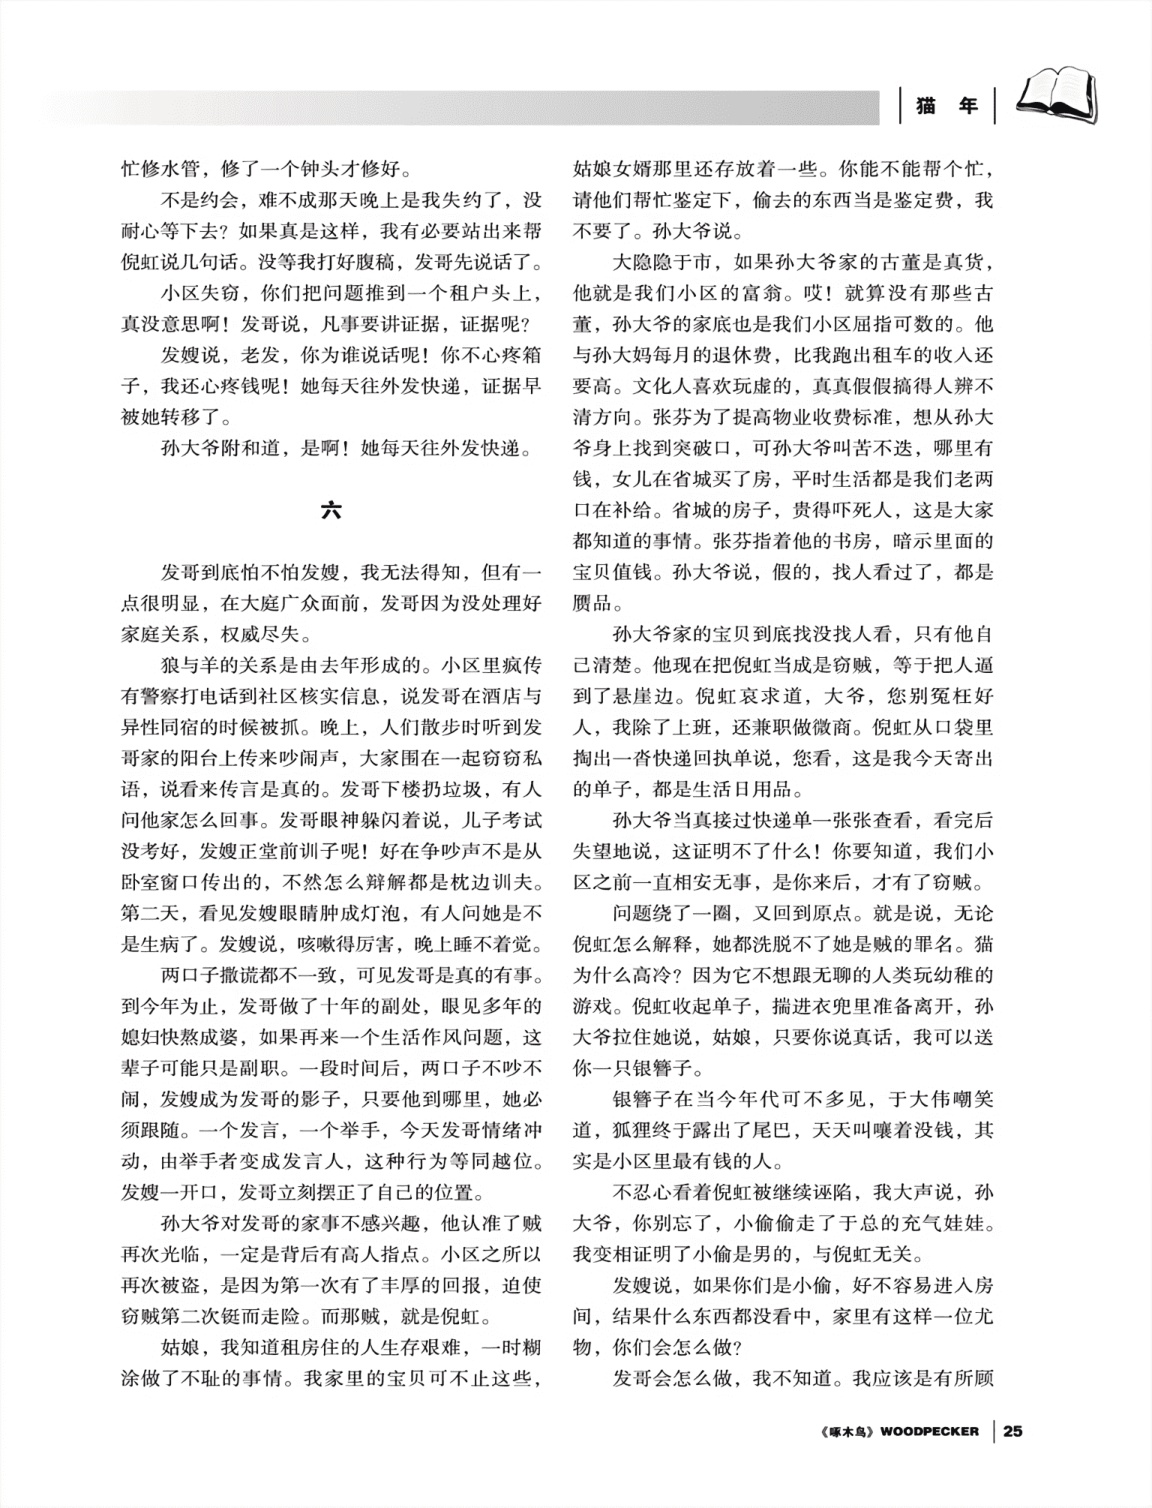 猫 年
忙修水管，修了一个钟头才修好。
不是约会，难不成那天晚上是我失约了，没
耐心等下去？如果真是这样，我有必要站出来帮
倪虹说几句话。没等我打好腹稿，发哥先说话了。
小区失窃，你们把问题推到一个租户头上，
真没意思啊！发哥说，凡事要讲证据，证据呢？
发嫂说，老发，你为谁说话呢！你不心疼箱
子，我还心疼钱呢！她每天往外发快递，证据早
被她转移了。
孙大爷附和道，是啊！她每天往外发快递。
六
发哥到底怕不怕发嫂，我无法得知，但有一
点很明显，在大庭广众面前，发哥因为没处理好
家庭关系，权威尽失。
狼与羊的关系是由去年形成的。小区里疯传
有警察打电话到社区核实信息，说发哥在酒店与
异性同宿的时候被抓。晚上，人们散步时听到发
哥家的阳台上传来吵闹声，大家围在一起窃窃私
语，说看来传言是真的。发哥下楼扔垃圾，有人
问他家怎么回事。发哥眼神躲闪着说，儿子考试
没考好，发嫂正堂前训子呢！好在争吵声不是从
卧室窗口传出的，不然怎么辩解都是枕边训夫。
第二天，看见发嫂眼睛肿成灯泡，有人问她是不
是生病了。发嫂说，咳嗽得厉害，晚上睡不着觉。
两口子撒谎都不一致，可见发哥是真的有事。
到今年为止，发哥做了十年的副处，眼见多年的
媳妇快熬成婆，如果再来一个生活作风问题，这
辈子可能只是副职。一段时间后，两口子不吵不
闹，发嫂成为发哥的影子，只要他到哪里，她必
须跟随。一个发言，一个举手，今天发哥情绪冲
动，由举手者变成发言人，这种行为等同越位。
发嫂一开口，发哥立刻摆正了自己的位置。
孙大爷对发哥的家事不感兴趣，他认准了贼
再次光临，一定是背后有高人指点。小区之所以
再次被盗，是因为第一次有了丰厚的回报，迫使
窃贼第二次铤而走险。而那贼，就是倪虹。
姑娘，我知道租房住的人生存艰难，一时糊
涂做了不耻的事情。我家里的宝贝可不止这些，
姑娘女婿那里还存放着一些。你能不能帮个忙，
请他们帮忙鉴定下，偷去的东西当是鉴定费，我
不要了。孙大爷说。
大隐隐于市，如果孙大爷家的古董是真货，
他就是我们小区的富翁。哎！就算没有那些古
董，孙大爷的家底也是我们小区屈指可数的。他
与孙大妈每月的退休费，比我跑出租车的收入还
要高。文化人喜欢玩虚的，真真假假搞得人辨不
清方向。张芬为了提高物业收费标准，想从孙大
爷身上找到突破口，可孙大爷叫苦不迭，哪里有
钱，女儿在省城买了房，平时生活都是我们老两
口在补给。省城的房子，贵得吓死人，这是大家
都知道的事情。张芬指着他的书房，暗示里面的
宝贝值钱。孙大爷说，假的，找人看过了，都是
赝品。
孙大爷家的宝贝到底找没找人看，只有他自
己清楚。他现在把倪虹当成是窃贼，等于把人逼
到了悬崖边。倪虹哀求道，大爷，您别冤枉好
人，我除了上班，还兼职做微商。倪虹从口袋里
掏出一沓快递回执单说，您看，这是我今天寄出
的单子，都是生活日用品。
孙大爷当真接过快递单一张张查看，看完后
失望地说，这证明不了什么！你要知道，我们小
区之前一直相安无事，是你来后，才有了窃贼。
问题绕了一圈，又回到原点。就是说，无论
倪虹怎么解释，她都洗脱不了她是贼的罪名。猫
为什么高冷？因为它不想跟无聊的人类玩幼稚的
游戏。倪虹收起单子，揣进衣兜里准备离开，孙
大爷拉住她说，姑娘，只要你说真话，我可以送
你一只银簪子。
银簪子在当今年代可不多见，于大伟嘲笑
道，狐狸终于露出了尾巴，天天叫嚷着没钱，其
实是小区里最有钱的人。
不忍心看着倪虹被继续诬陷，我大声说，孙
大爷，你别忘了，小偷偷走了于总的充气娃娃。
我变相证明了小偷是男的，与倪虹无关。
发嫂说，如果你们是小偷，好不容易进入房
间，结果什么东西都没看中，家里有这样一位尤
物，你们会怎么做？
发哥会怎么做，我不知道。我应该是有所顾
《啄木鸟》WOODPECKER 25